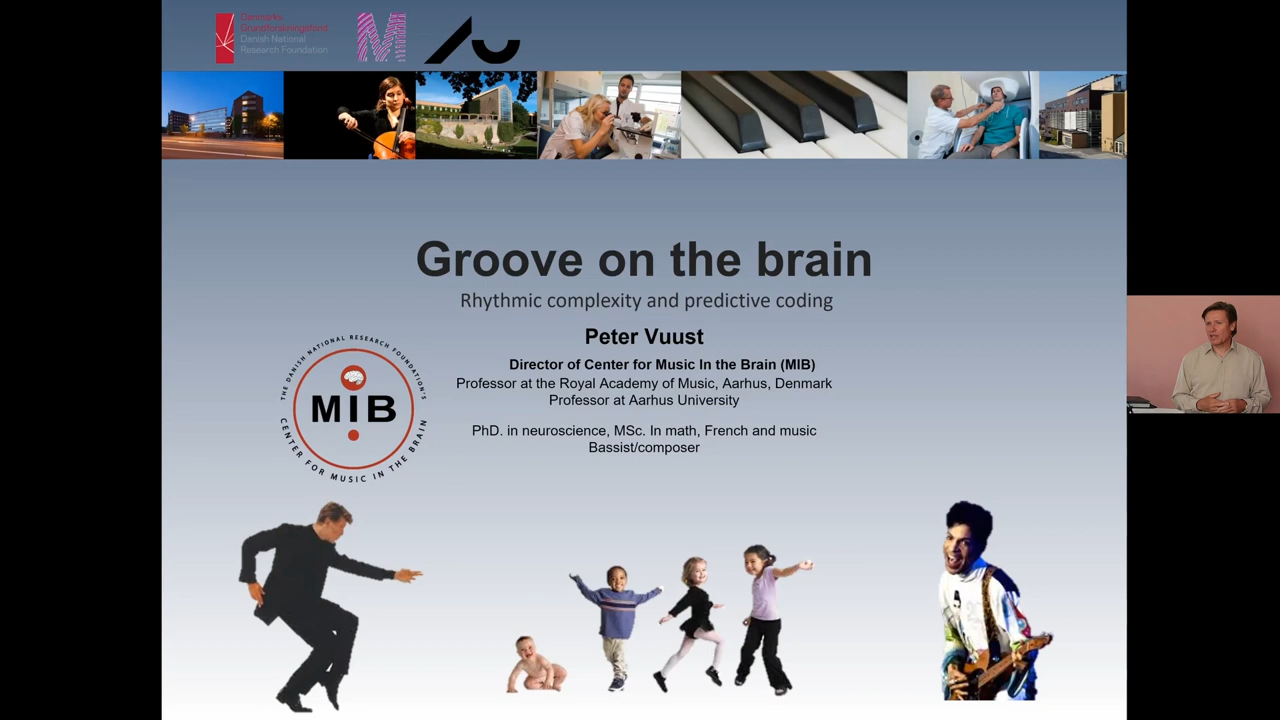 Danmarks
Grundforskningsfond
Danish National
Research Foundation
Groove on the brain
Rhythmic complexity and predictive coding
Peter Vuust
Director of Center for Music In the Brain (MIB)
Professor at the Royal Academy of Music, Aarhus, Denmark
Professor at Aarhus University
PhD. in neuroscience, MSc. In math, French and music
Bassist/composer
THE DANISH NATIONAL RESEARCH FOUNDATION'S
MIB
CENTER FOR MUSIC IN THE BRAIN